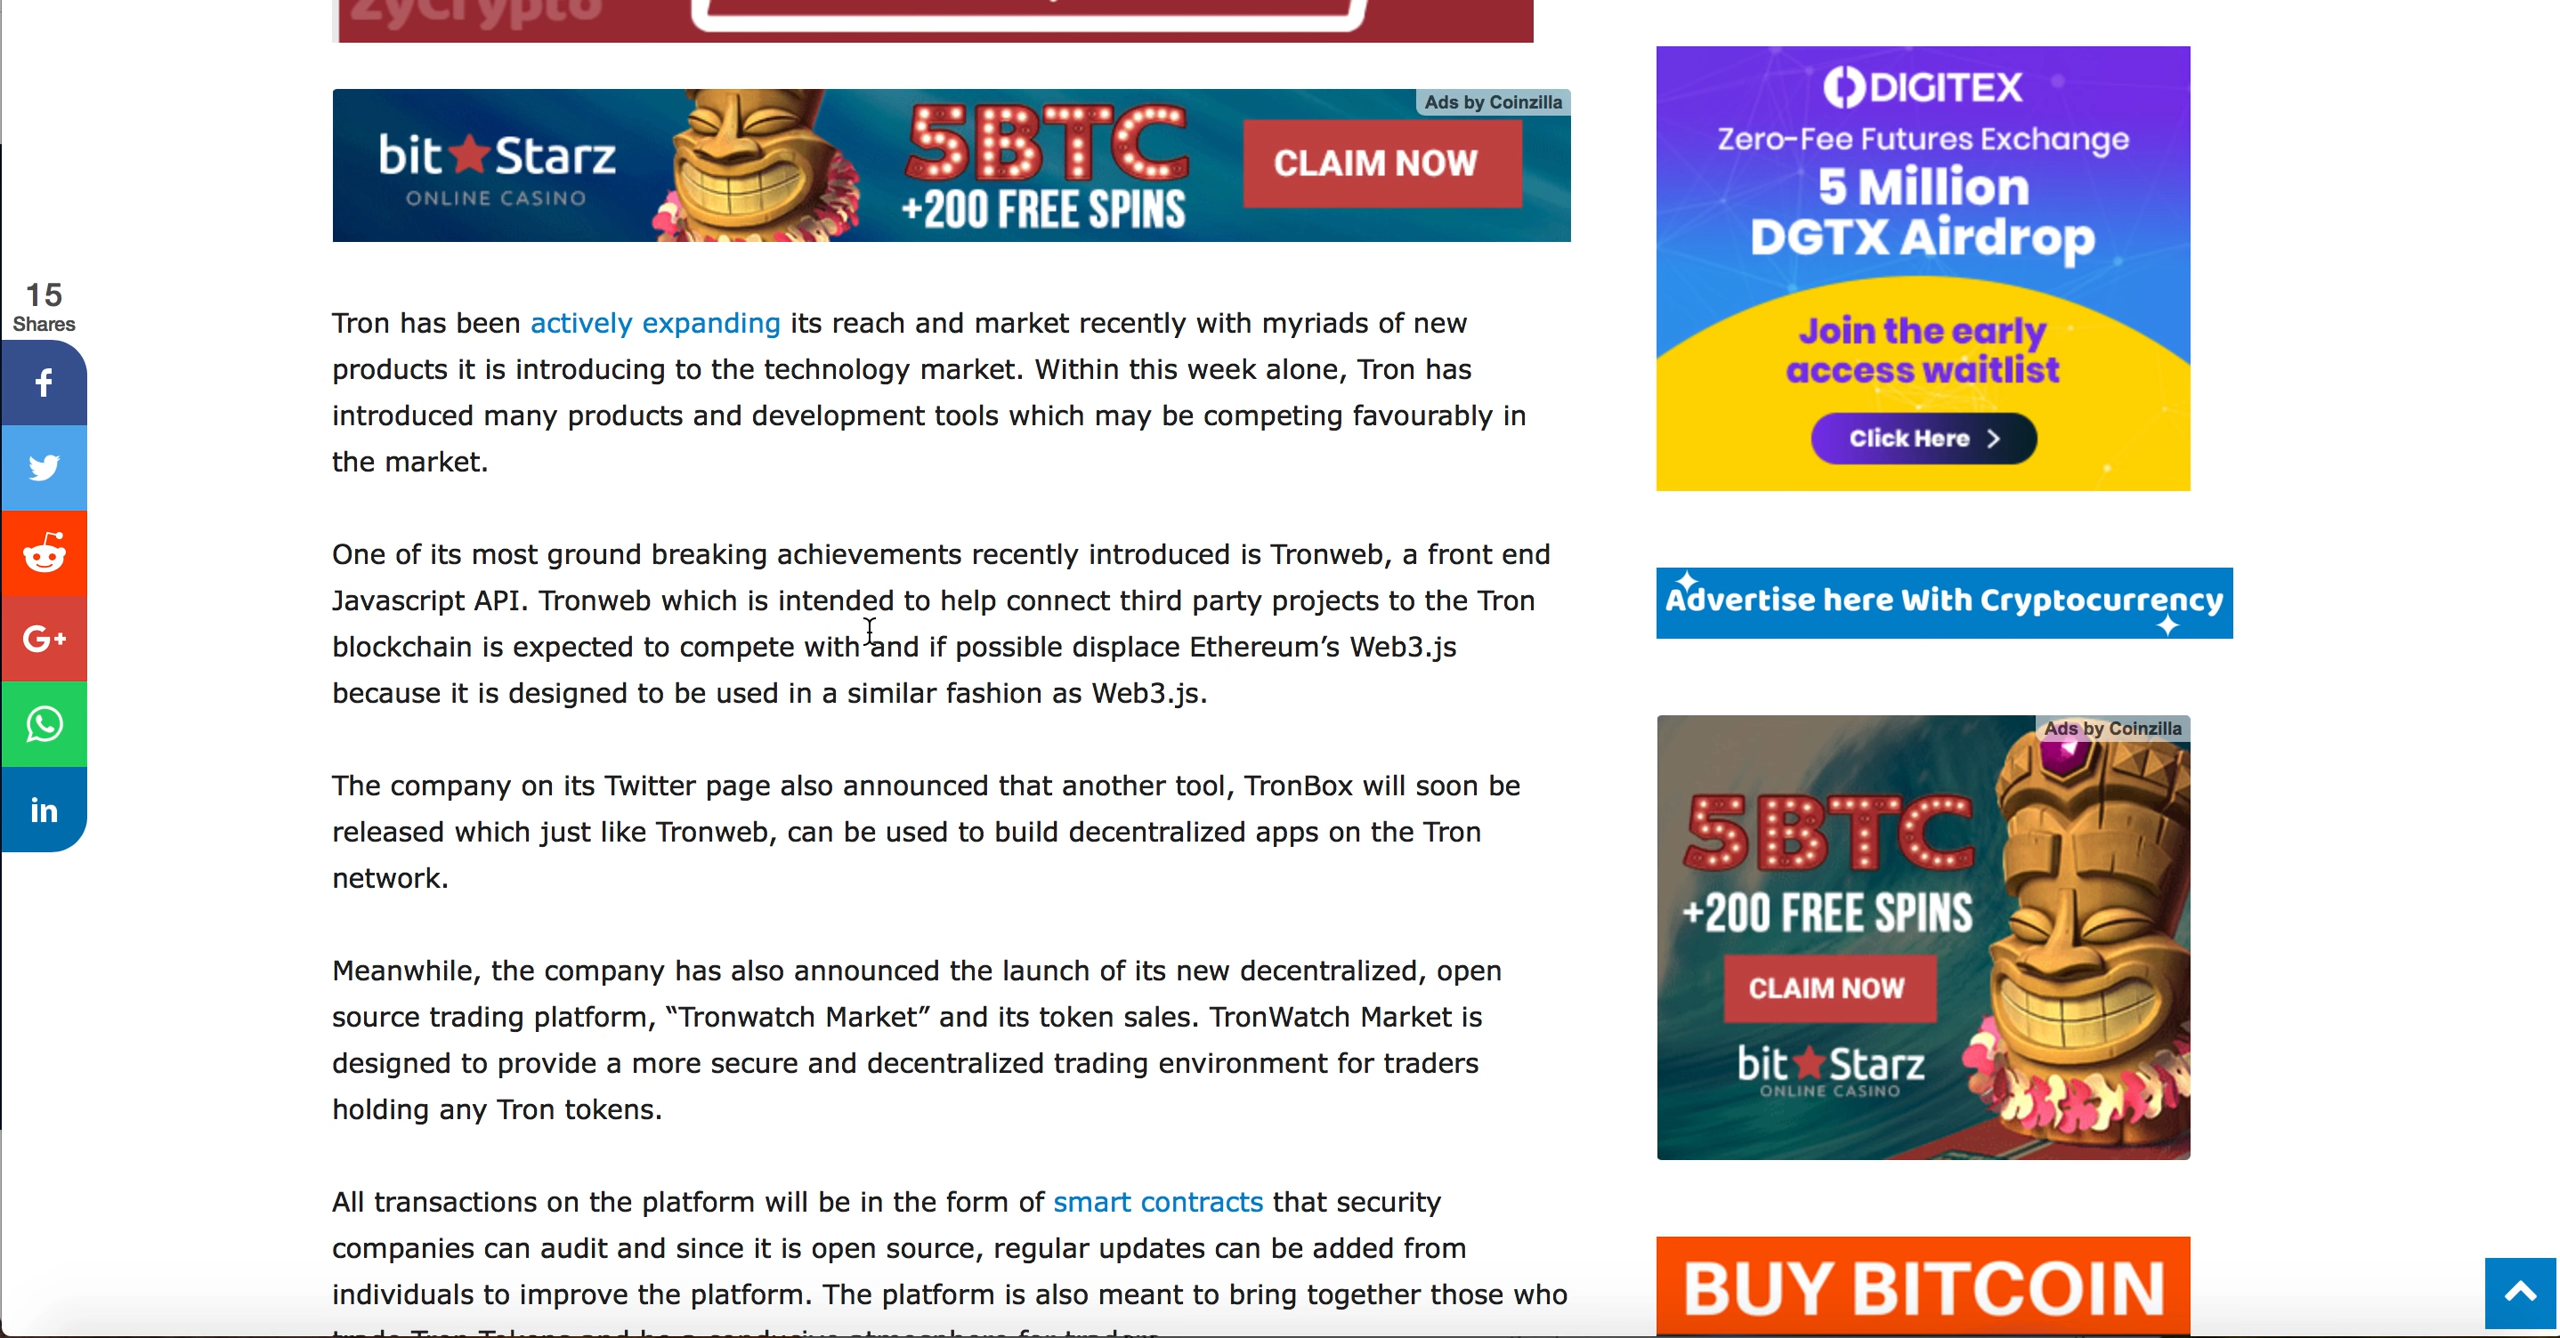 ZyCrypto
Ads by Coinzilla
bit Starz
ONLINE CASINO
5BTC
+200 FREE SPINS
CLAIM NOW
15
Shares
f
G+
in
Tron has been actively expanding its reach and market recently with myriads of new
products it is introducing to the technology market. Within this week alone, Tron has
introduced many products and development tools which may be competing favourably in
the market.
One of its most ground breaking achievements recently introduced is Tronweb, a front end
Javascript API. Tronweb which is intended to help connect third party projects to the Tron
blockchain is expected to compete with and if possible displace Ethereum’s Web3.js
because it is designed to be used in a similar fashion as Web3.js.
The company on its Twitter page also announced that another tool, TronBox will soon be
released which just like Tronweb, can be used to build decentralized apps on the Tron
network.
Meanwhile, the company has also announced the launch of its new decentralized, open
source trading platform, “Tronwatch Market” and its token sales. TronWatch Market is
designed to provide a more secure and decentralized trading environment for traders
holding any Tron tokens.
All transactions on the platform will be in the form of smart contracts that security
companies can audit and since it is open source, regular updates can be added from
individuals to improve the platform. The platform is also meant to bring together those who
trade Tron Tokens and be a conducive atmosphere for traders.
DIGITEX
Zero-Fee Futures Exchange
5 Million
DGTX Airdrop
Join the early
access waitlist
Click Here >
Advertise here With Cryptocurrency
Ads by Coinzilla
5BTC
+200 FREE SPINS
CLAIM NOW
bit Starz
ONLINE CASINO
BUY BITCOIN